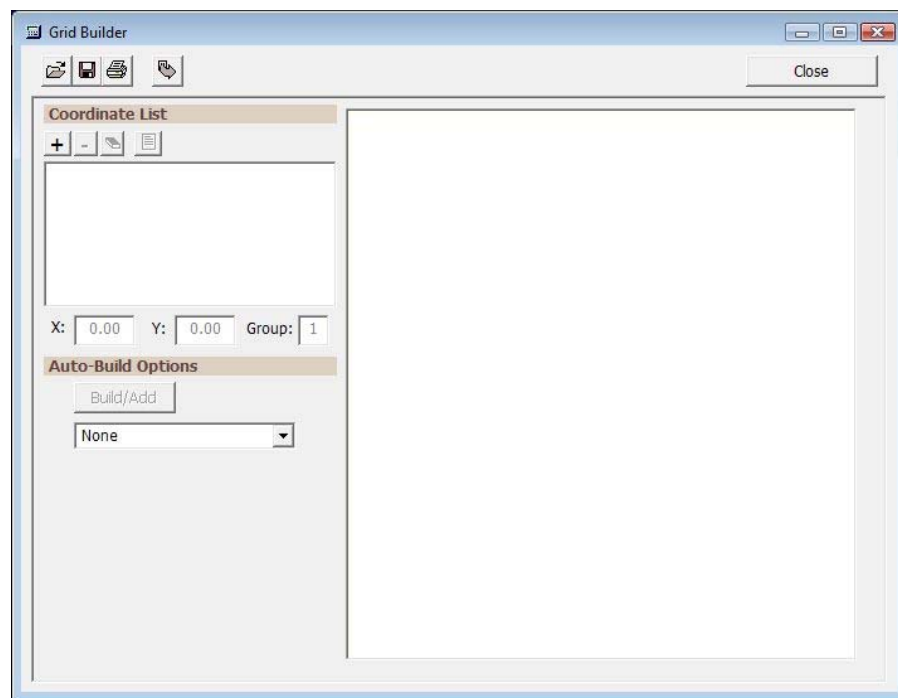 Grid Builder
Close
Coordinate List
+ -
X: 0.00 Y: 0.00 Group: 1
Auto-Build Options
Build/Add
None